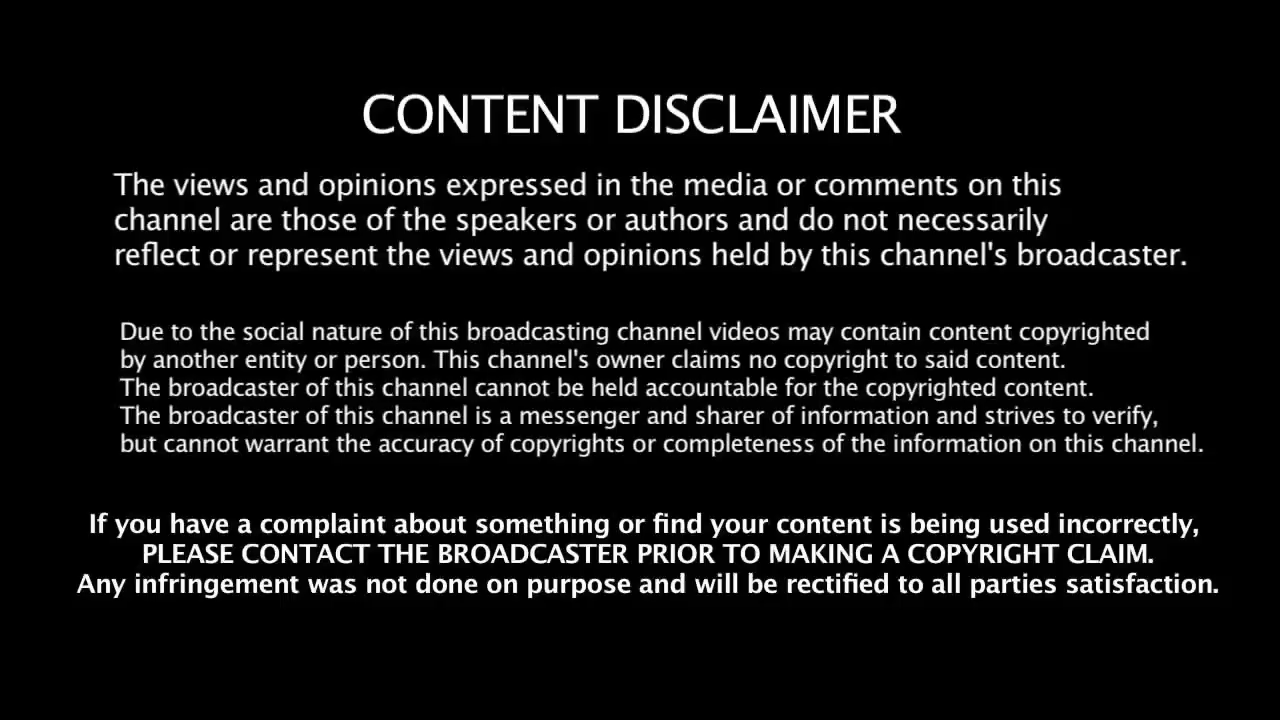 CONTENT DISCLAIMER
The views and opinions expressed in the media or comments on this
channel are those of the speakers or authors and do not necessarily
reflect or represent the views and opinions held by this channel's broadcaster.
Due to the social nature of this broadcasting channel videos may contain content copyrighted
by another entity or person. This channel's owner claims no copyright to said content.
The broadcaster of this channel cannot be held accountable for the copyrighted content.
The broadcaster of this channel is a messenger and sharer of information and strives to verify,
but cannot warrant the accuracy of copyrights or completeness of the information on this channel.
If you have a complaint about something or find your content is being used incorrectly,
PLEASE CONTACT THE BROADCASTER PRIOR TO MAKING A COPYRIGHT CLAIM.
Any infringement was not done on purpose and will be rectified to all parties satisfaction.